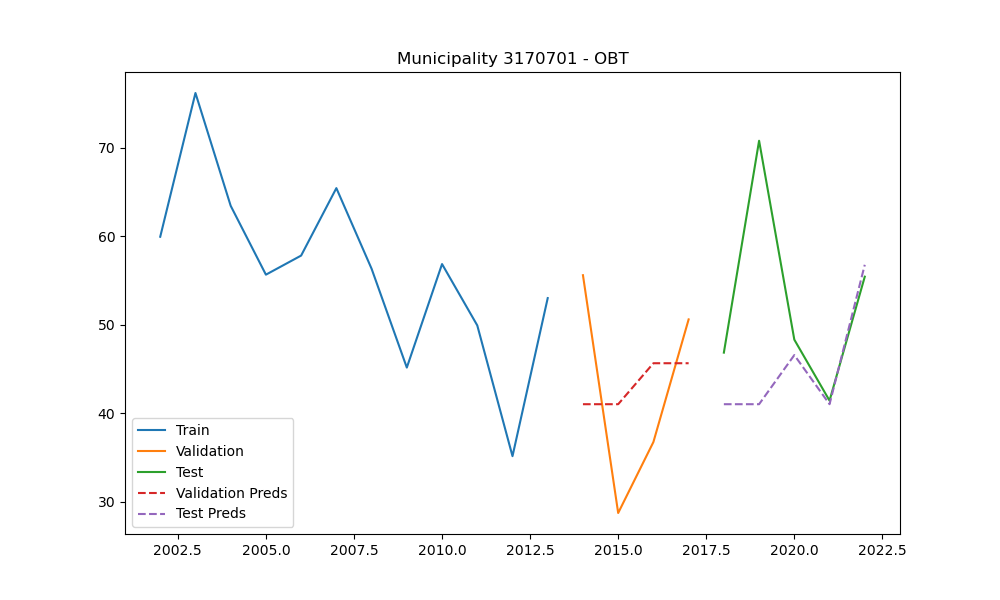 Municipality 3170701 - OBT
70
60
50
40
30
Train
Validation
Test
Validation Preds
Test Preds
2002.5 2005.0 2007.5 2010.0 2012.5 2015.0 2017.5 2020.0 2022.5